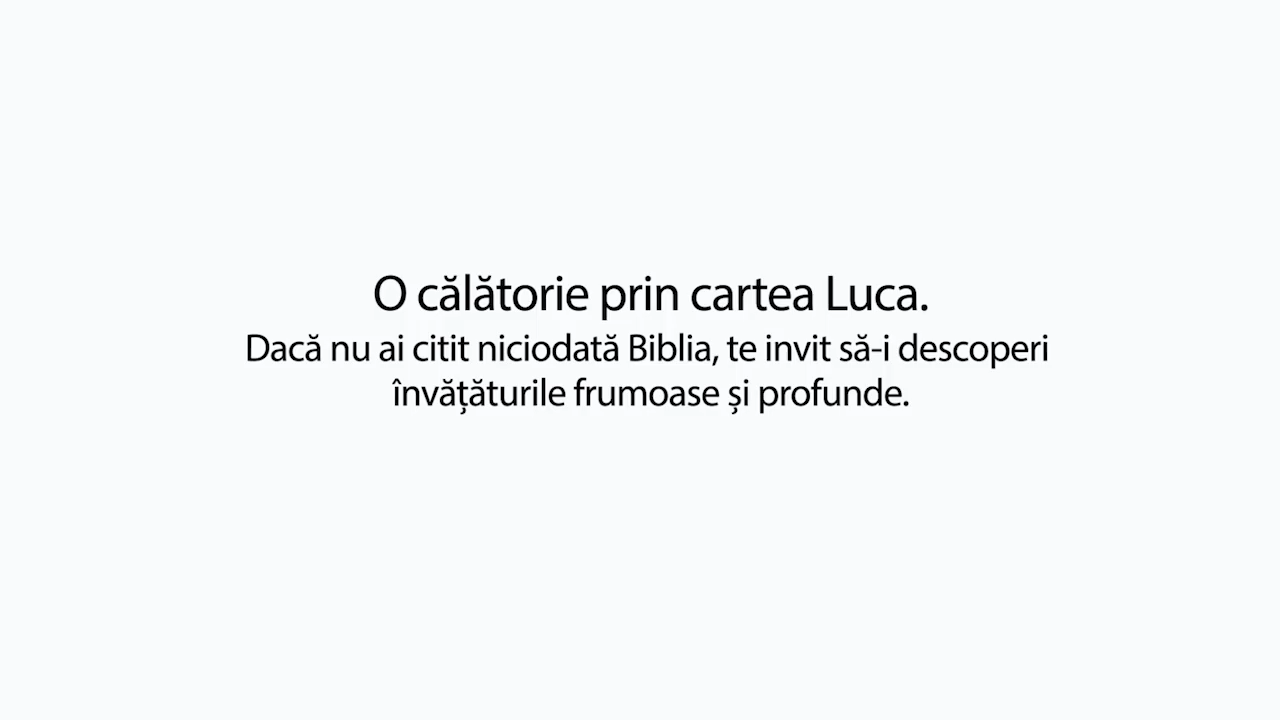 O călătorie prin cartea Luca.
Dacă nu ai citit niciodată Biblia, te invit să-i descoperi
învățăturile frumoase și profunde.